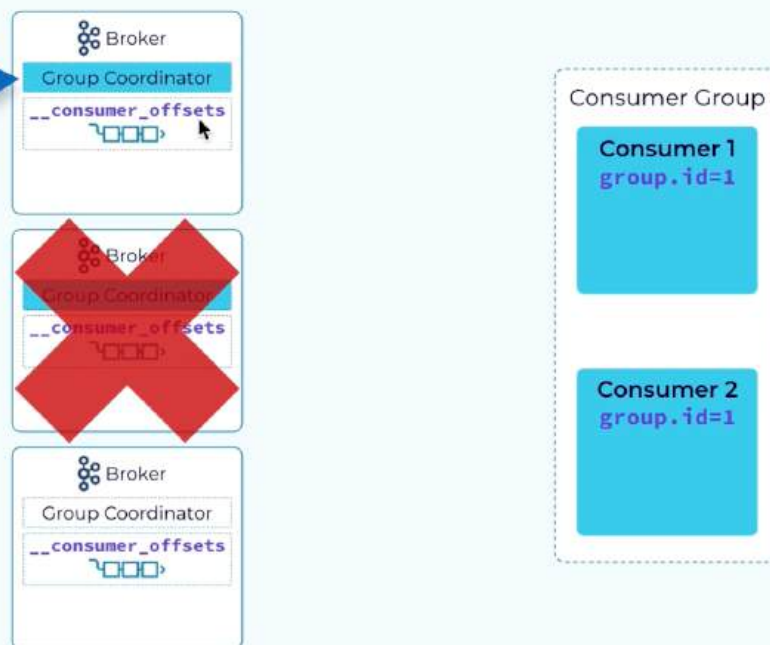 Broker
Group Coordinator
__consumer_offsets
Broker
Group Coordinator
__consumer_offsets
Broker
Group Coordinator
__consumer_offsets
Consumer Group
Consumer 1
group.id=1
Consumer 2
group.id=1